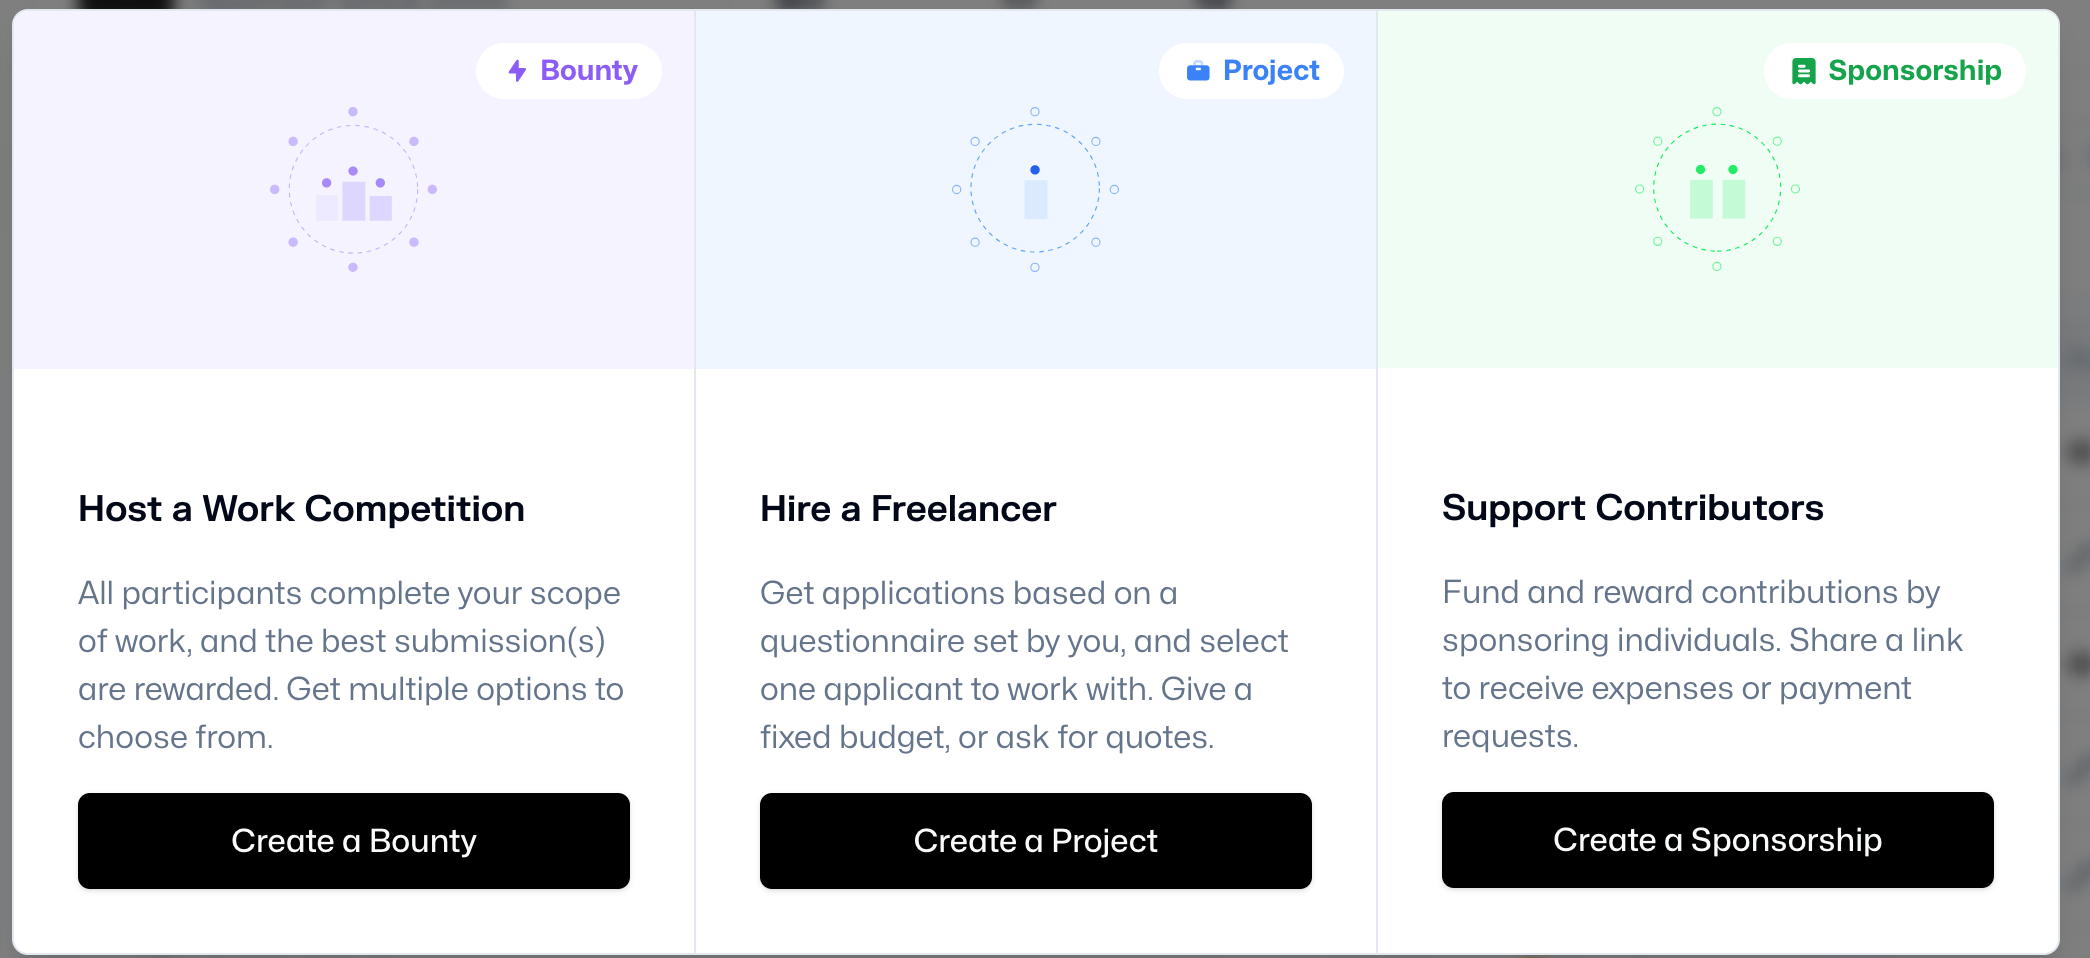 Bounty
Host a Work Competition
All participants complete your scope
of work, and the best submission(s)
are rewarded. Get multiple options to
choose from.
Create a Bounty
Project
Hire a Freelancer
Get applications based on a
questionnaire set by you, and select
one applicant to work with. Give a
fixed budget, or ask for quotes.
Create a Project
Sponsorship
Support Contributors
Fund and reward contributions by
sponsoring individuals. Share a link
to receive expenses or payment
requests.
Create a Sponsorship